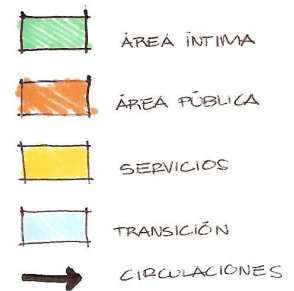 ÁREA ÍNTIMA
ÁREA PÚBLICA
SERVICIOS
TRANSICIÓN
CIRCULACIONES